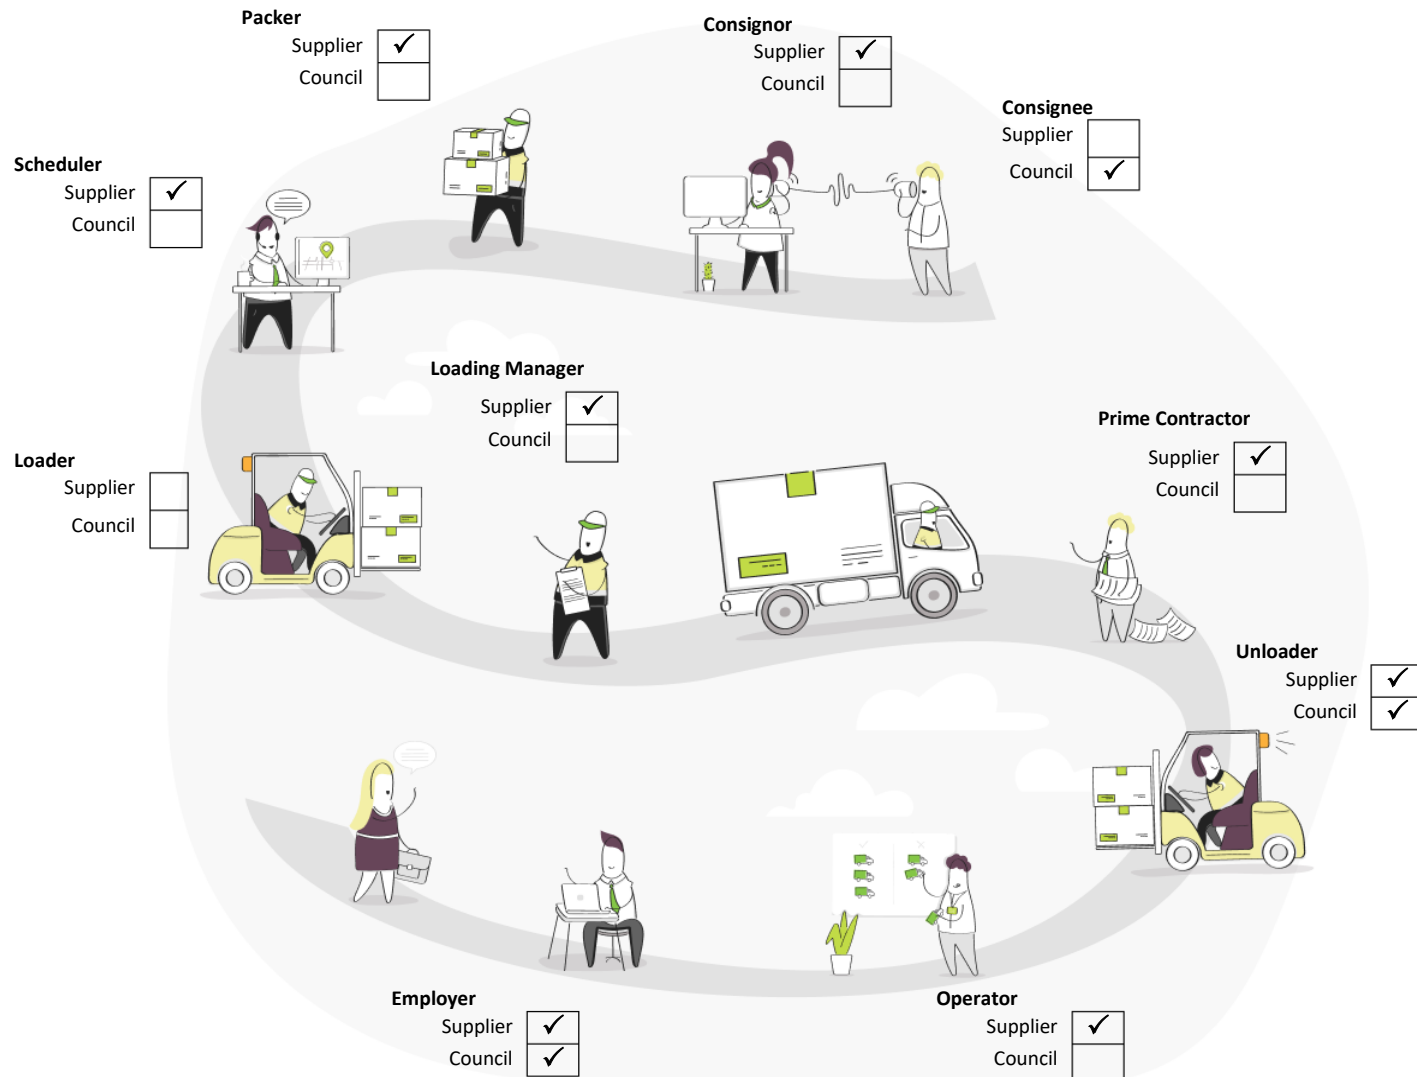 Packer
Supplier ✓
Council
Consignor
Supplier ✓
Council
Consignee
Supplier
Council ✓
Scheduler
Supplier ✓
Council
Loading Manager
Supplier ✓
Council
Prime Contractor
Supplier ✓
Council
Loader
Supplier
Council
Unloader
Supplier ✓
Council ✓
Employer
Supplier ✓
Council ✓
Operator
Supplier ✓
Council